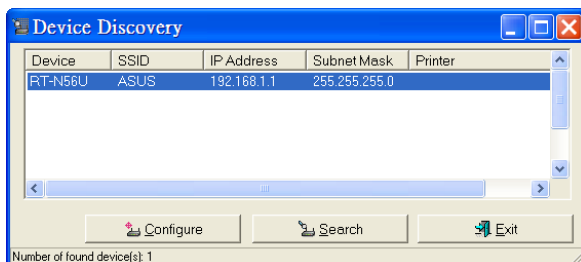 Device Discovery
Device SSID IP Address Subnet Mask Printer
RT-N56U ASUS 192.168.1.1 255.255.255.0
Configure Search Exit
Number of found device(s): 1